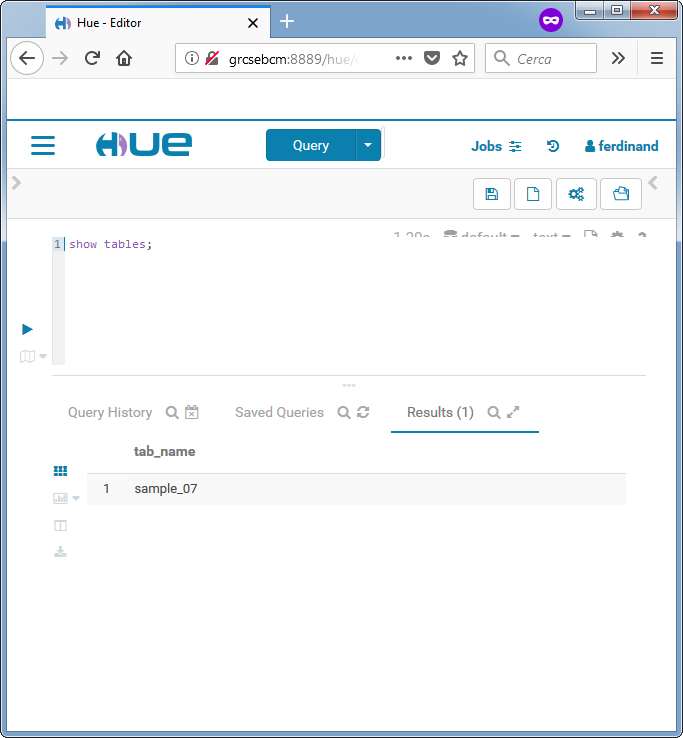 Hue - Editor
grcsebcm:8889/hue/
Cerca
HUE
Query
Jobs
ferdinand
1.29s default text ?
1 show tables;
Query History
Saved Queries
Results (1)
tab_name
1 sample_07